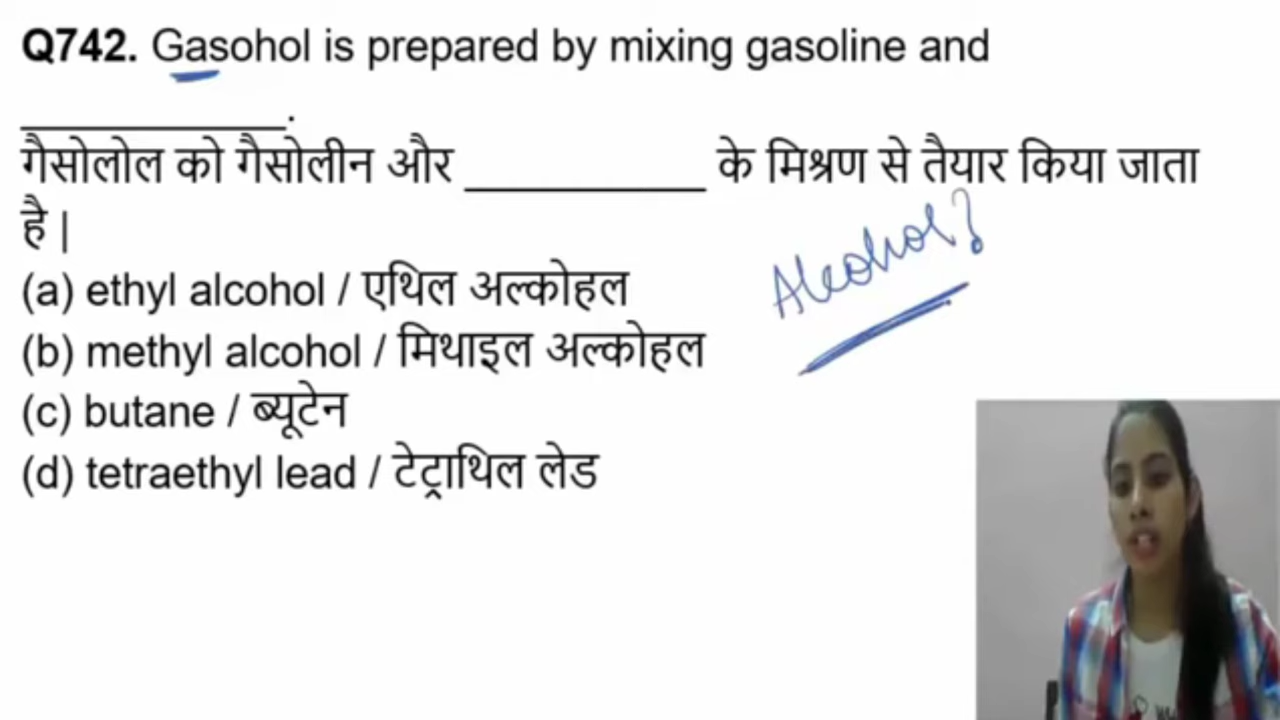 Q742. Gasohol is prepared by mixing gasoline and
____________.
गैसोलोल को गैसोलीन और ___________ के मिश्रण से तैयार किया जाता
है |
Alcohol?
(a) ethyl alcohol / एथिल अल्कोहल
(b) methyl alcohol / मिथाइल अल्कोहल
(c) butane / ब्यूटेन
(d) tetraethyl lead / टेट्राथिल लेड